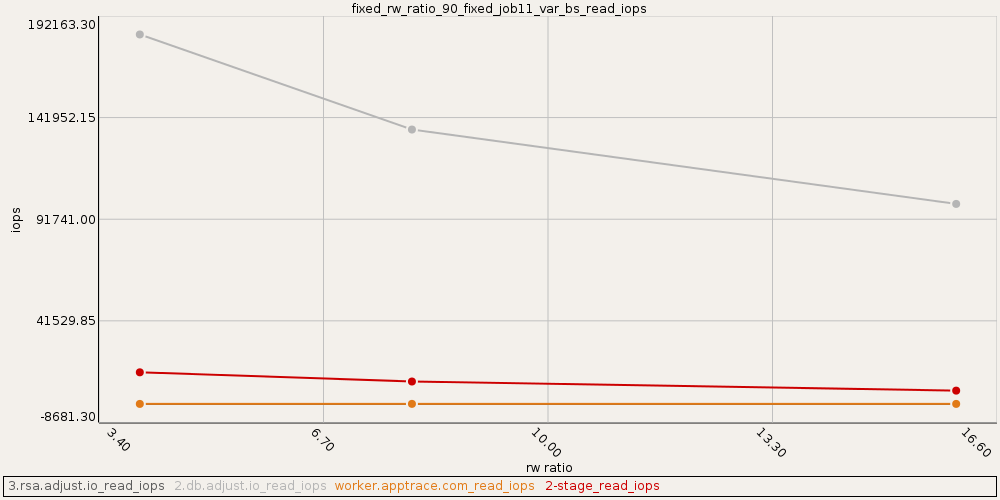 fixed_rw_ratio_90_fixed_job11_var_bs_read_iops
192163.30
141952.15
91741.00
41529.85
-8681.30
iops
3.40 6.70 10.00 13.30 16.60
rw ratio
3.rsa.adjust.io_read_iops 2.db.adjust.io_read_iops worker.apptrace.com_read_iops 2-stage_read_iops